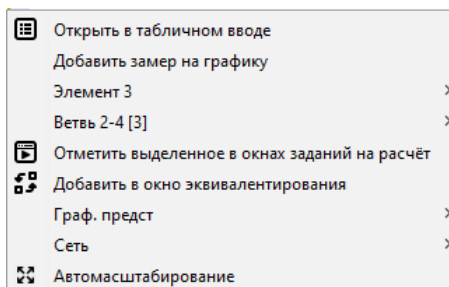 Открыть в табличном вводе
Добавить замер на графику
Элемент 3
Ветвь 2-4 [3]
Отметить выделенное в окнах заданий на расчёт
Добавить в окно эквивалентирования
Граф. предст
Сеть
Автомасштабирование